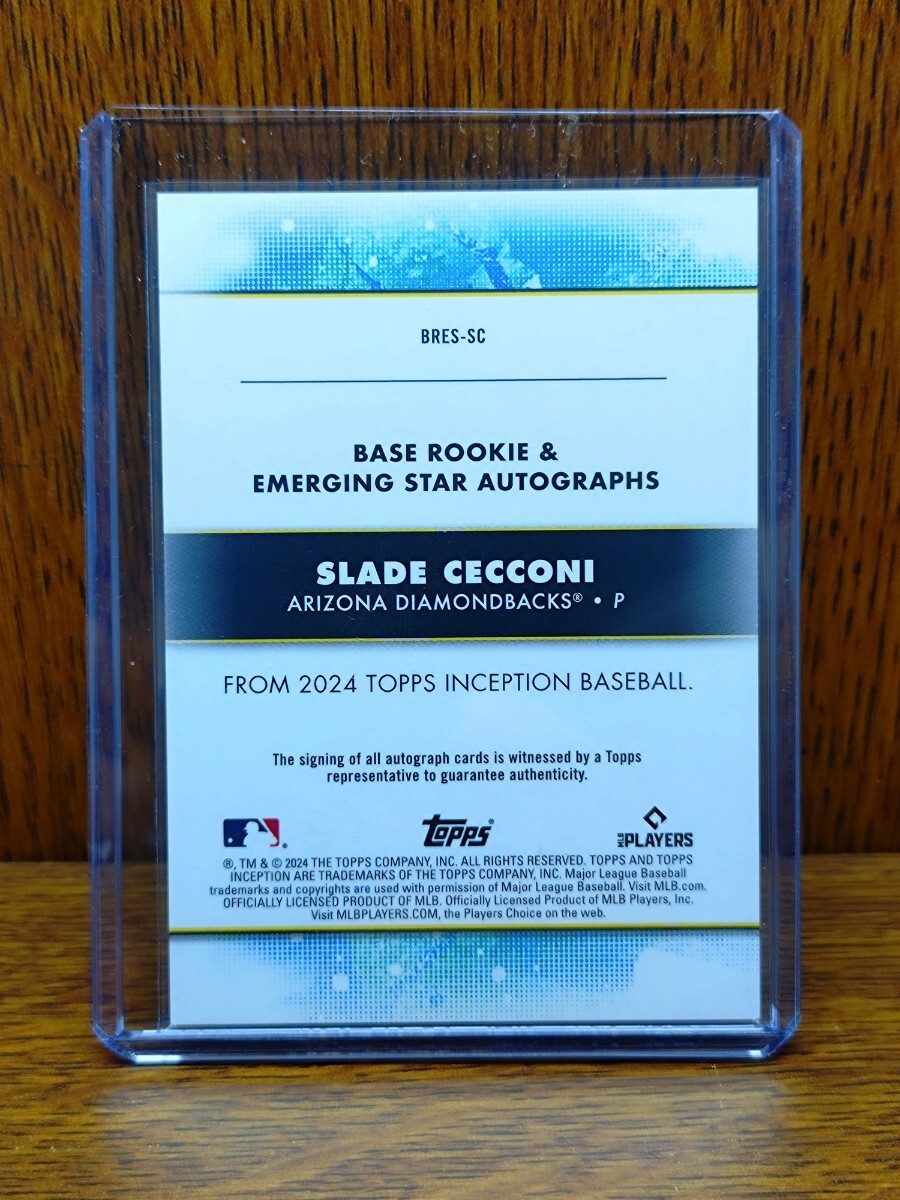 BRES-SC
BASE ROOKIE &
EMERGING STAR AUTOGRAPHS
SLADE CECCONI
ARIZONA DIAMONDBACKS® • P
FROM 2024 TOPPS INCEPTION BASEBALL.
The signing of all autograph cards is witnessed by a Topps
representative to guarantee authenticity.
Topps®
MLB PLAYERS
®, TM & © 2024 THE TOPPS COMPANY, INC. ALL RIGHTS RESERVED. TOPPS AND TOPPS
INCEPTION ARE TRADEMARKS OF THE TOPPS COMPANY, INC. Major League Baseball
trademarks and copyrights are used with permission of Major League Baseball. Visit MLB.com.
OFFICIALLY LICENSED PRODUCT OF MLB. Officially Licensed Product of MLB Players, Inc.
Visit MLBPLAYERS.COM, the Players Choice on the web.